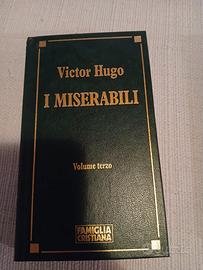 Victor Hugo
I MISERABILI
Volume terzo
FAMIGLIA
CRISTIANA